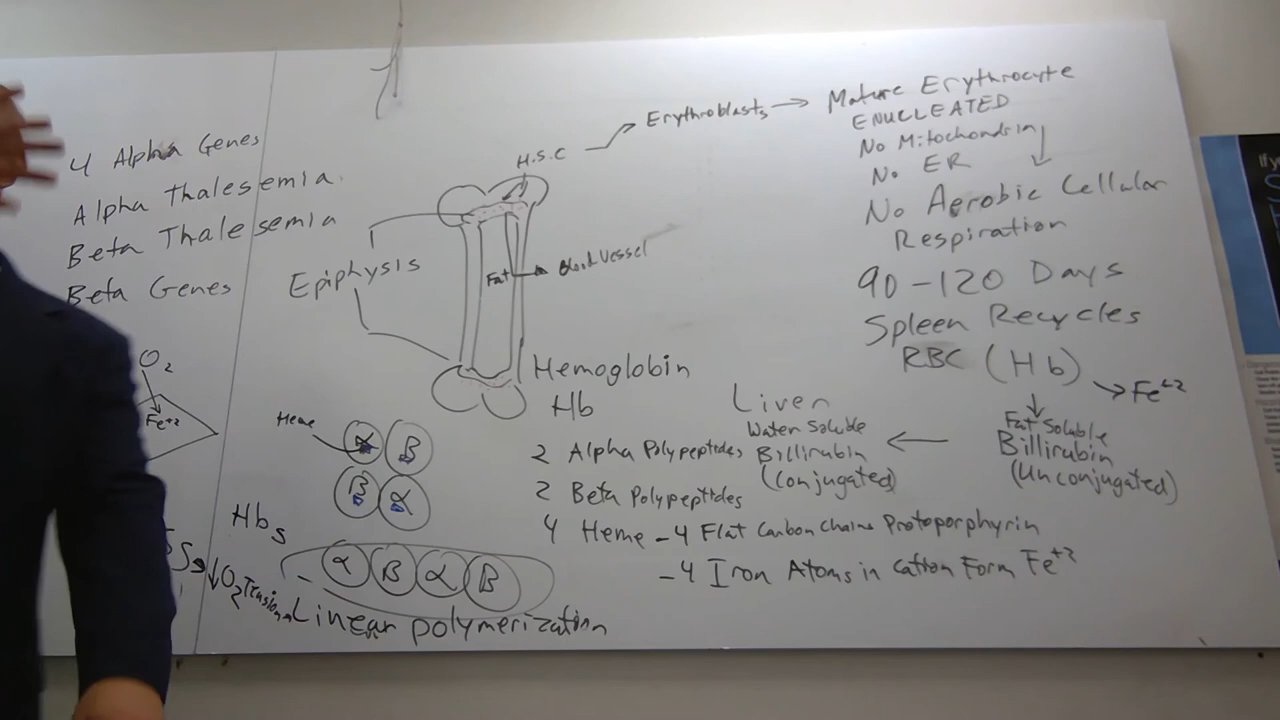 4 Alpha Genes
Alpha Thalesemia
Beta Thalesemia
Beta Genes
O2
Fe+2
Hbs
↓O2 Tension
H.S.C
Erythroblasts
Epiphysis
Fat
Blood Vessel
Heme
α B
B α
α B α B
Linear polymerization
Hemoglobin
Hb
2 Alpha Polypeptides
2 Beta Polypeptides
4 Heme - 4 Flat Carbon Chains Protoporphyrin
- 4 Iron Atoms in Cation Form Fe+2
Mature Erythrocyte
ENUCLEATED
No Mitochondria
No ER
No Aerobic Cellular
Respiration
90-120 Days
Spleen Recycles
RBC (Hb)
Fe+2
Fat Soluble
Billirubin
(Unconjugated)
Liver
Water Soluble
Billirubin
(Conjugated)